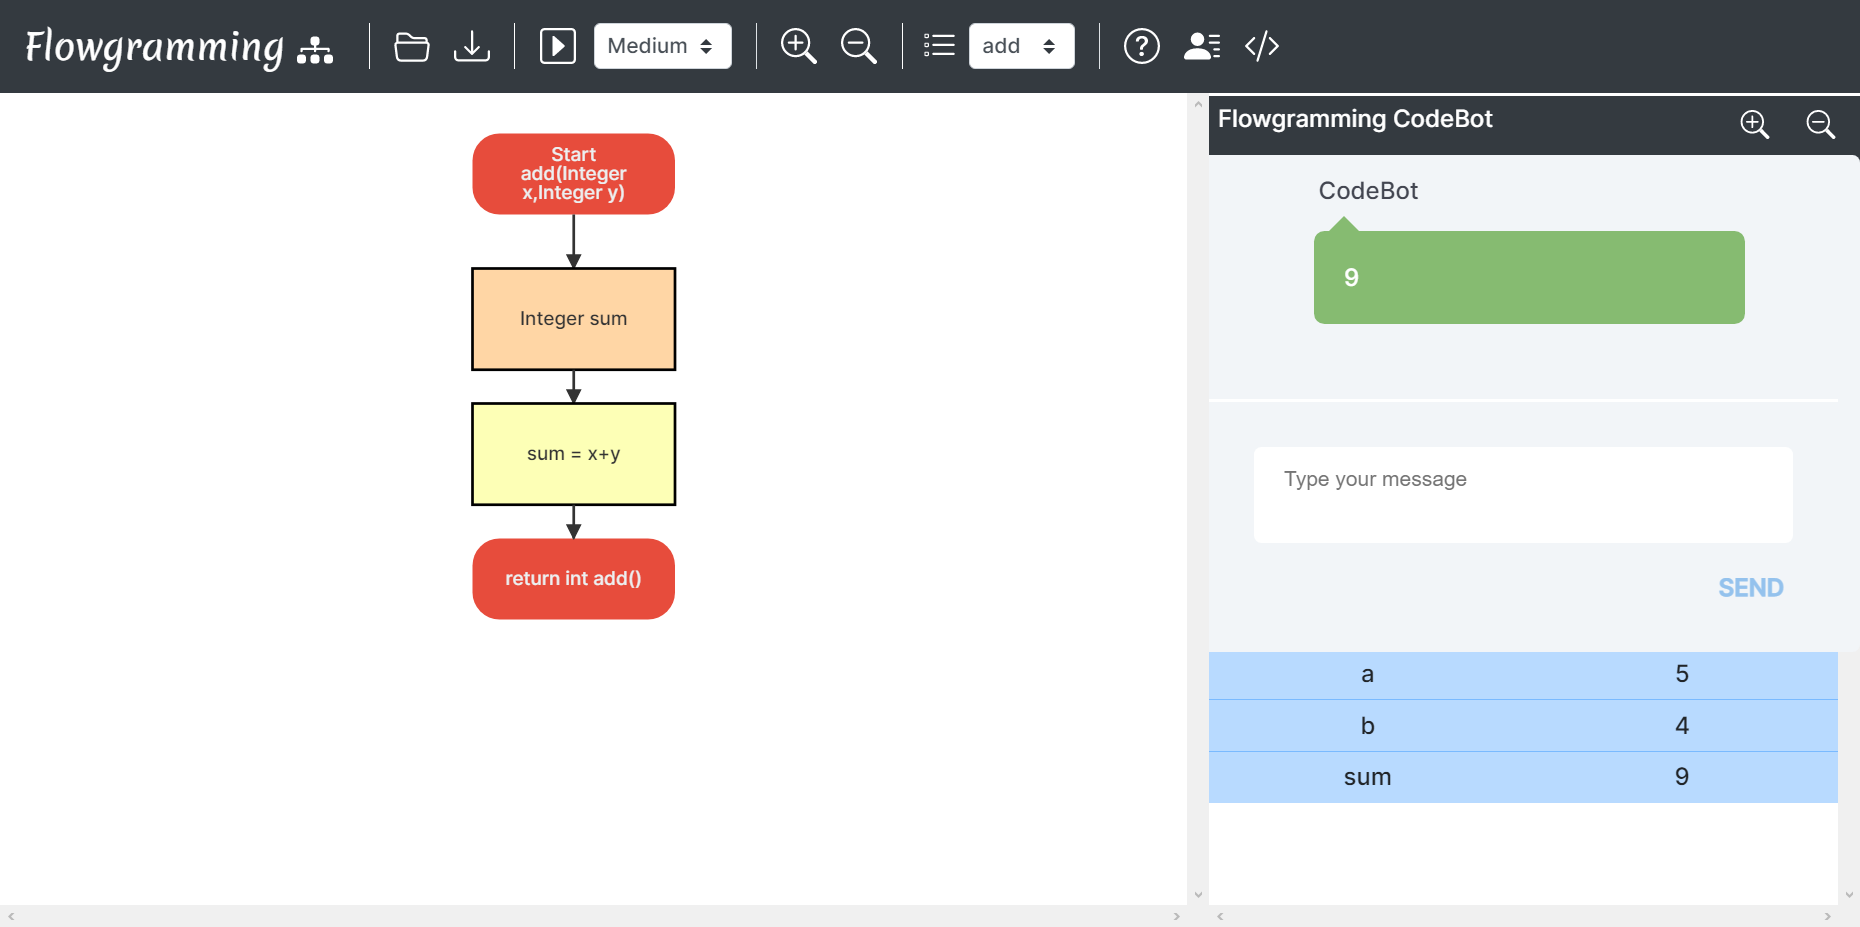 Flowgramming
Medium
add
Start
add(Integer
x,Integer y)
Integer sum
sum = x+y
return int add()
Flowgramming CodeBot
CodeBot
9
Type your message
SEND
a 5
b 4
sum 9